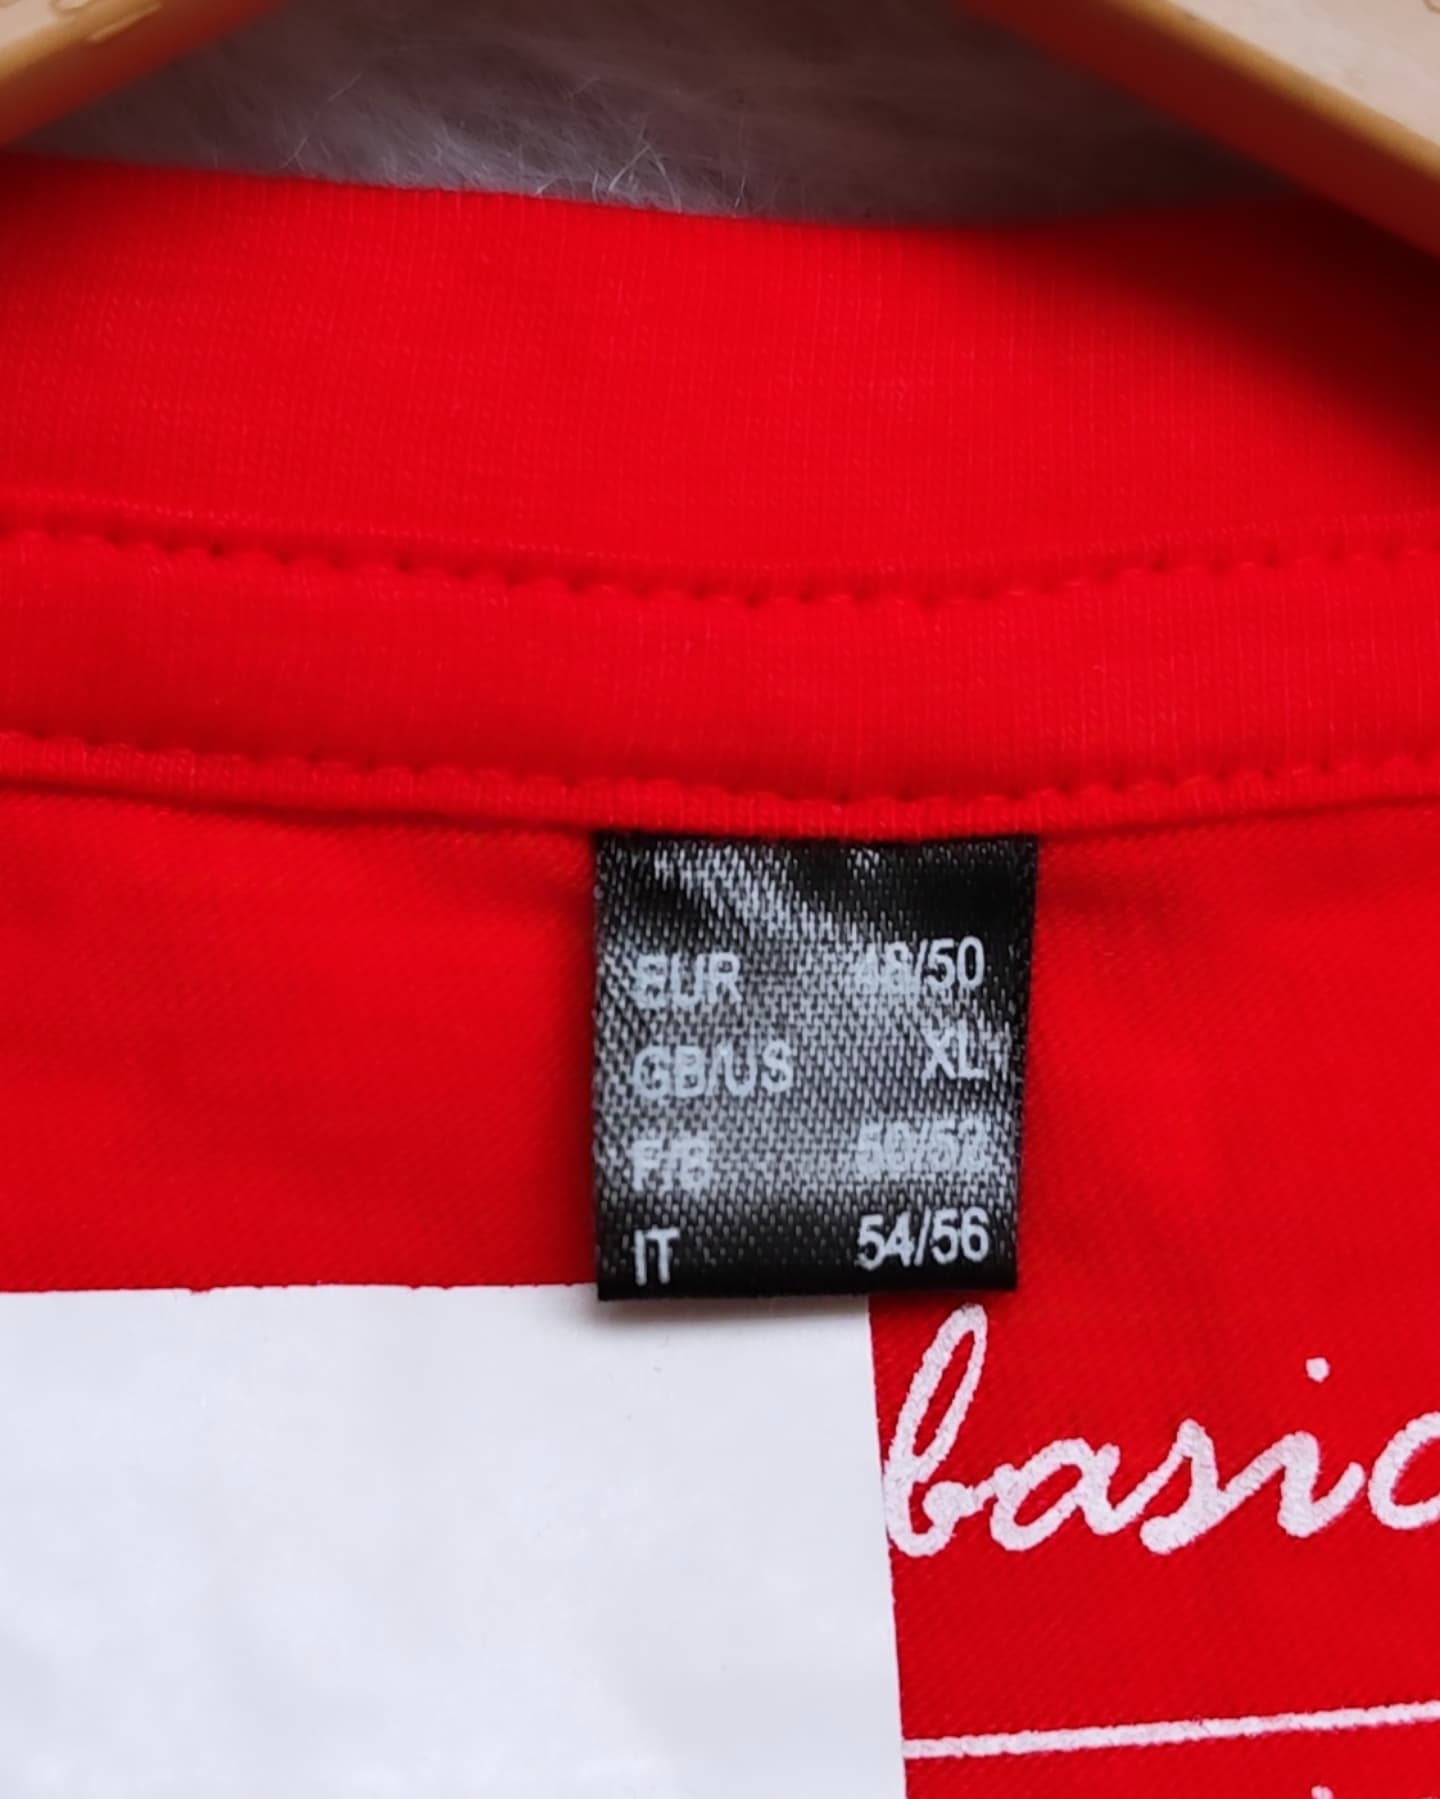 EUR 48/50
GB/US XL
F/B 50/52
IT 54/56
basic